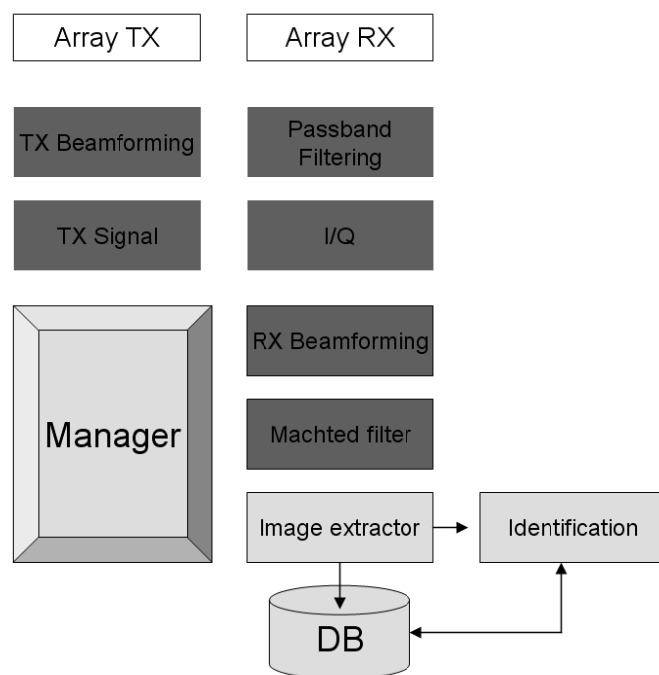 Array TX
Array RX
TX Beamforming
Passband
Filtering
TX Signal
I/Q
RX Beamforming
Manager
Machted filter
Image extractor
Identification
DB